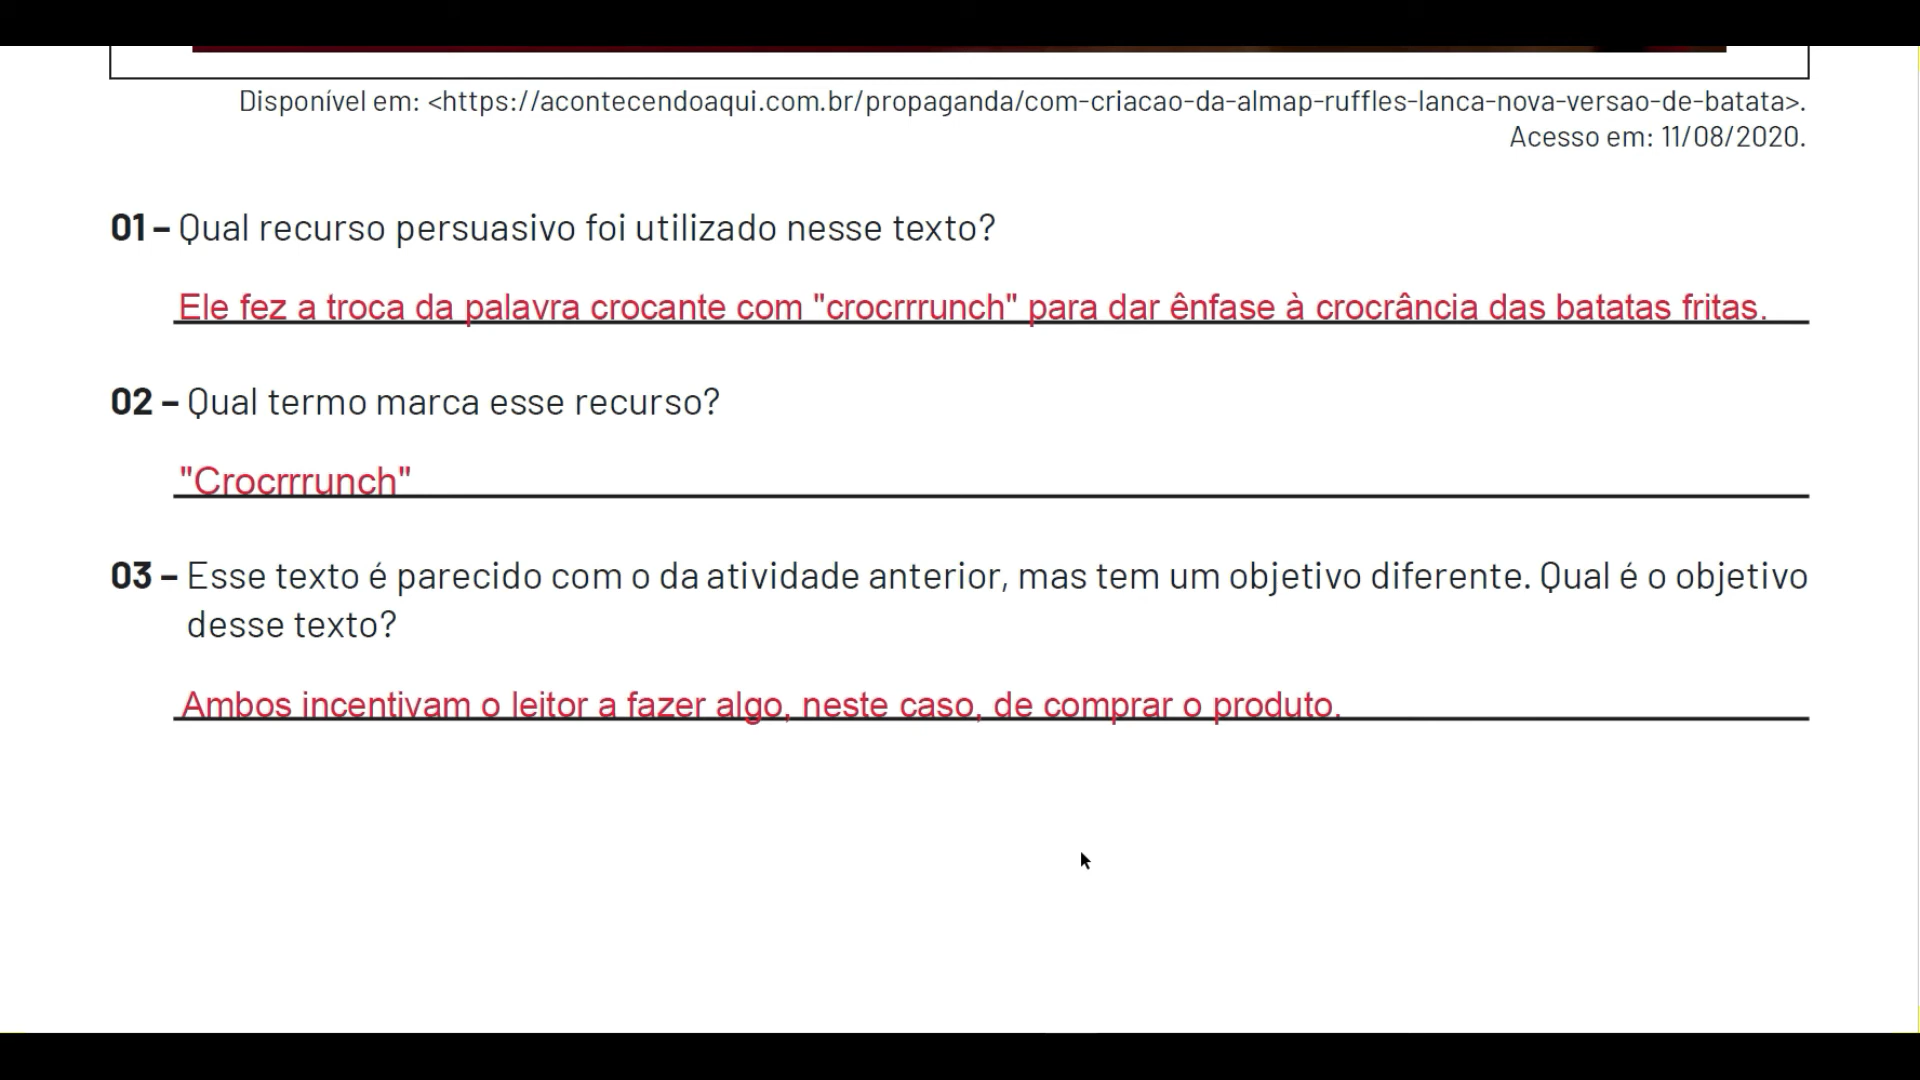 Disponível em: <https://acontecendoaqui.com.br/propaganda/com-criacao-da-almap-ruffles-lanca-nova-versao-de-batata>.
Acesso em: 11/08/2020.
01 – Qual recurso persuasivo foi utilizado nesse texto?
Ele fez a troca da palavra crocante com "crocrrrunch" para dar ênfase à crocrância das batatas fritas.
02 – Qual termo marca esse recurso?
"Crocrrrunch"
03 – Esse texto é parecido com o da atividade anterior, mas tem um objetivo diferente. Qual é o objetivo
desse texto?
Ambos incentivam o leitor a fazer algo, neste caso, de comprar o produto.